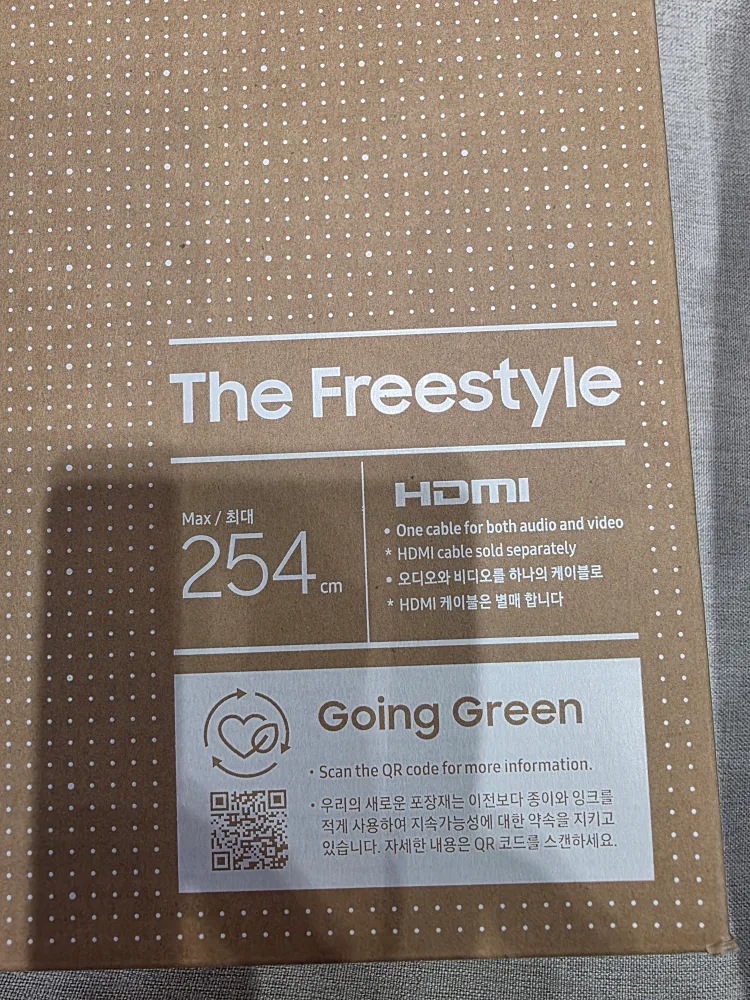 The Freestyle
Max / 최대
254 cm
HDMI
• One cable for both audio and video
* HDMI cable sold separately
• 오디오와 비디오를 하나의 케이블로
* HDMI 케이블은 별매 합니다
Going Green
• Scan the QR code for more information.
• 우리의 새로운 포장재는 이전보다 종이와 잉크를
적게 사용하여 지속가능성에 대한 약속을 지키고
있습니다. 자세한 내용은 QR 코드를 스캔하세요.